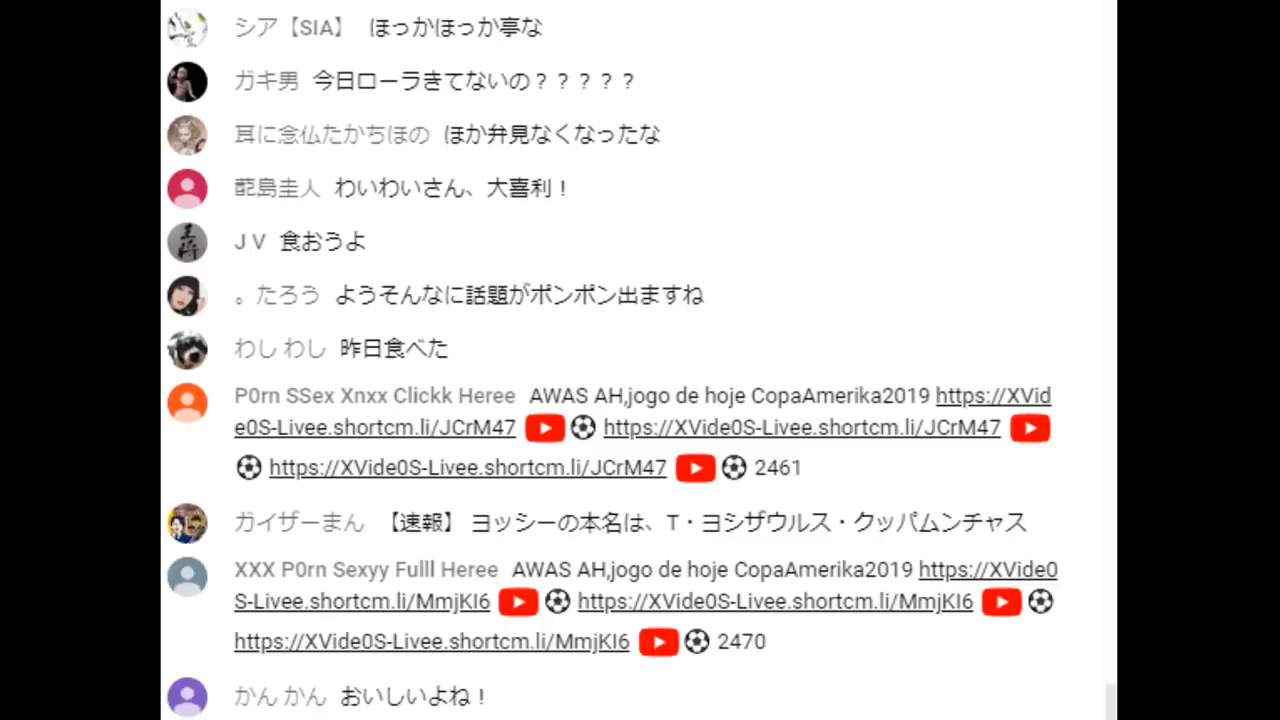 シア【SIA】 ほっかほっか亭な
ガキ男 今日ローラきてないの？？？？？
耳に念仏たかちほの ほか弁見なくなったな
蓜島圭人 わいわいさん、大喜利！
J V 食おうよ
。たろう ようそんなに話題がポンポン出ますね
わし わし 昨日食べた
P0rn SSex Xnxx Clickk Heree AWAS AH,jogo de hoje CopaAmerika2019 https://XVid
e0S-Livee.shortcm.li/JCrM47 https://XVide0S-Livee.shortcm.li/JCrM47
https://XVide0S-Livee.shortcm.li/JCrM47 2461
ガイザーまん 【速報】 ヨッシーの本名は、T・ヨシザウルス・クッパムンチャス
XXX P0rn Sexyy Fulll Heree AWAS AH,jogo de hoje CopaAmerika2019 https://XVide0
S-Livee.shortcm.li/MmjKI6 https://XVide0S-Livee.shortcm.li/MmjKI6
https://XVide0S-Livee.shortcm.li/MmjKI6 2470
かん かん おいしいよね！